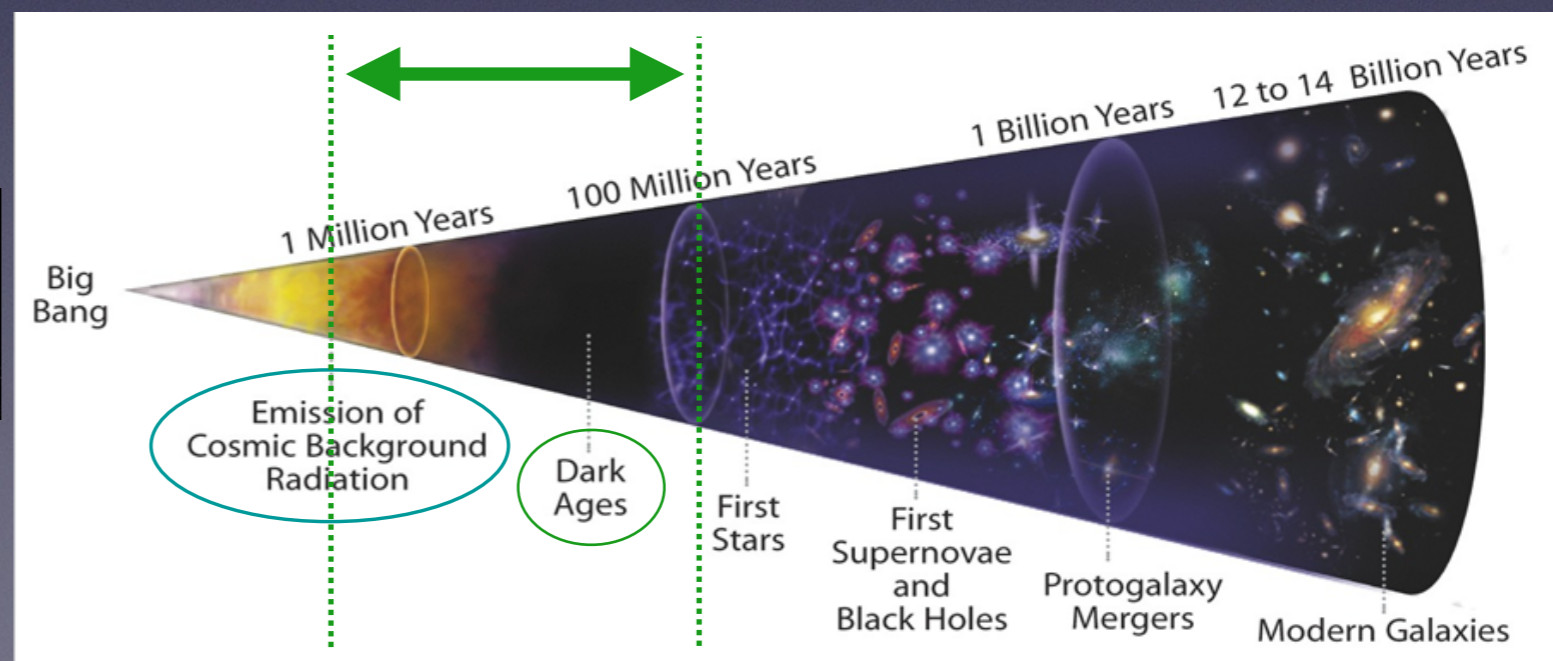 1 Million Years
100 Million Years
1 Billion Years
12 to 14 Billion Years
Big
Bang
Emission of
Cosmic Background
Radiation
Dark
Ages
First
Stars
First
Supernovae
and
Black Holes
Protogalaxy
Mergers
Modern Galaxies